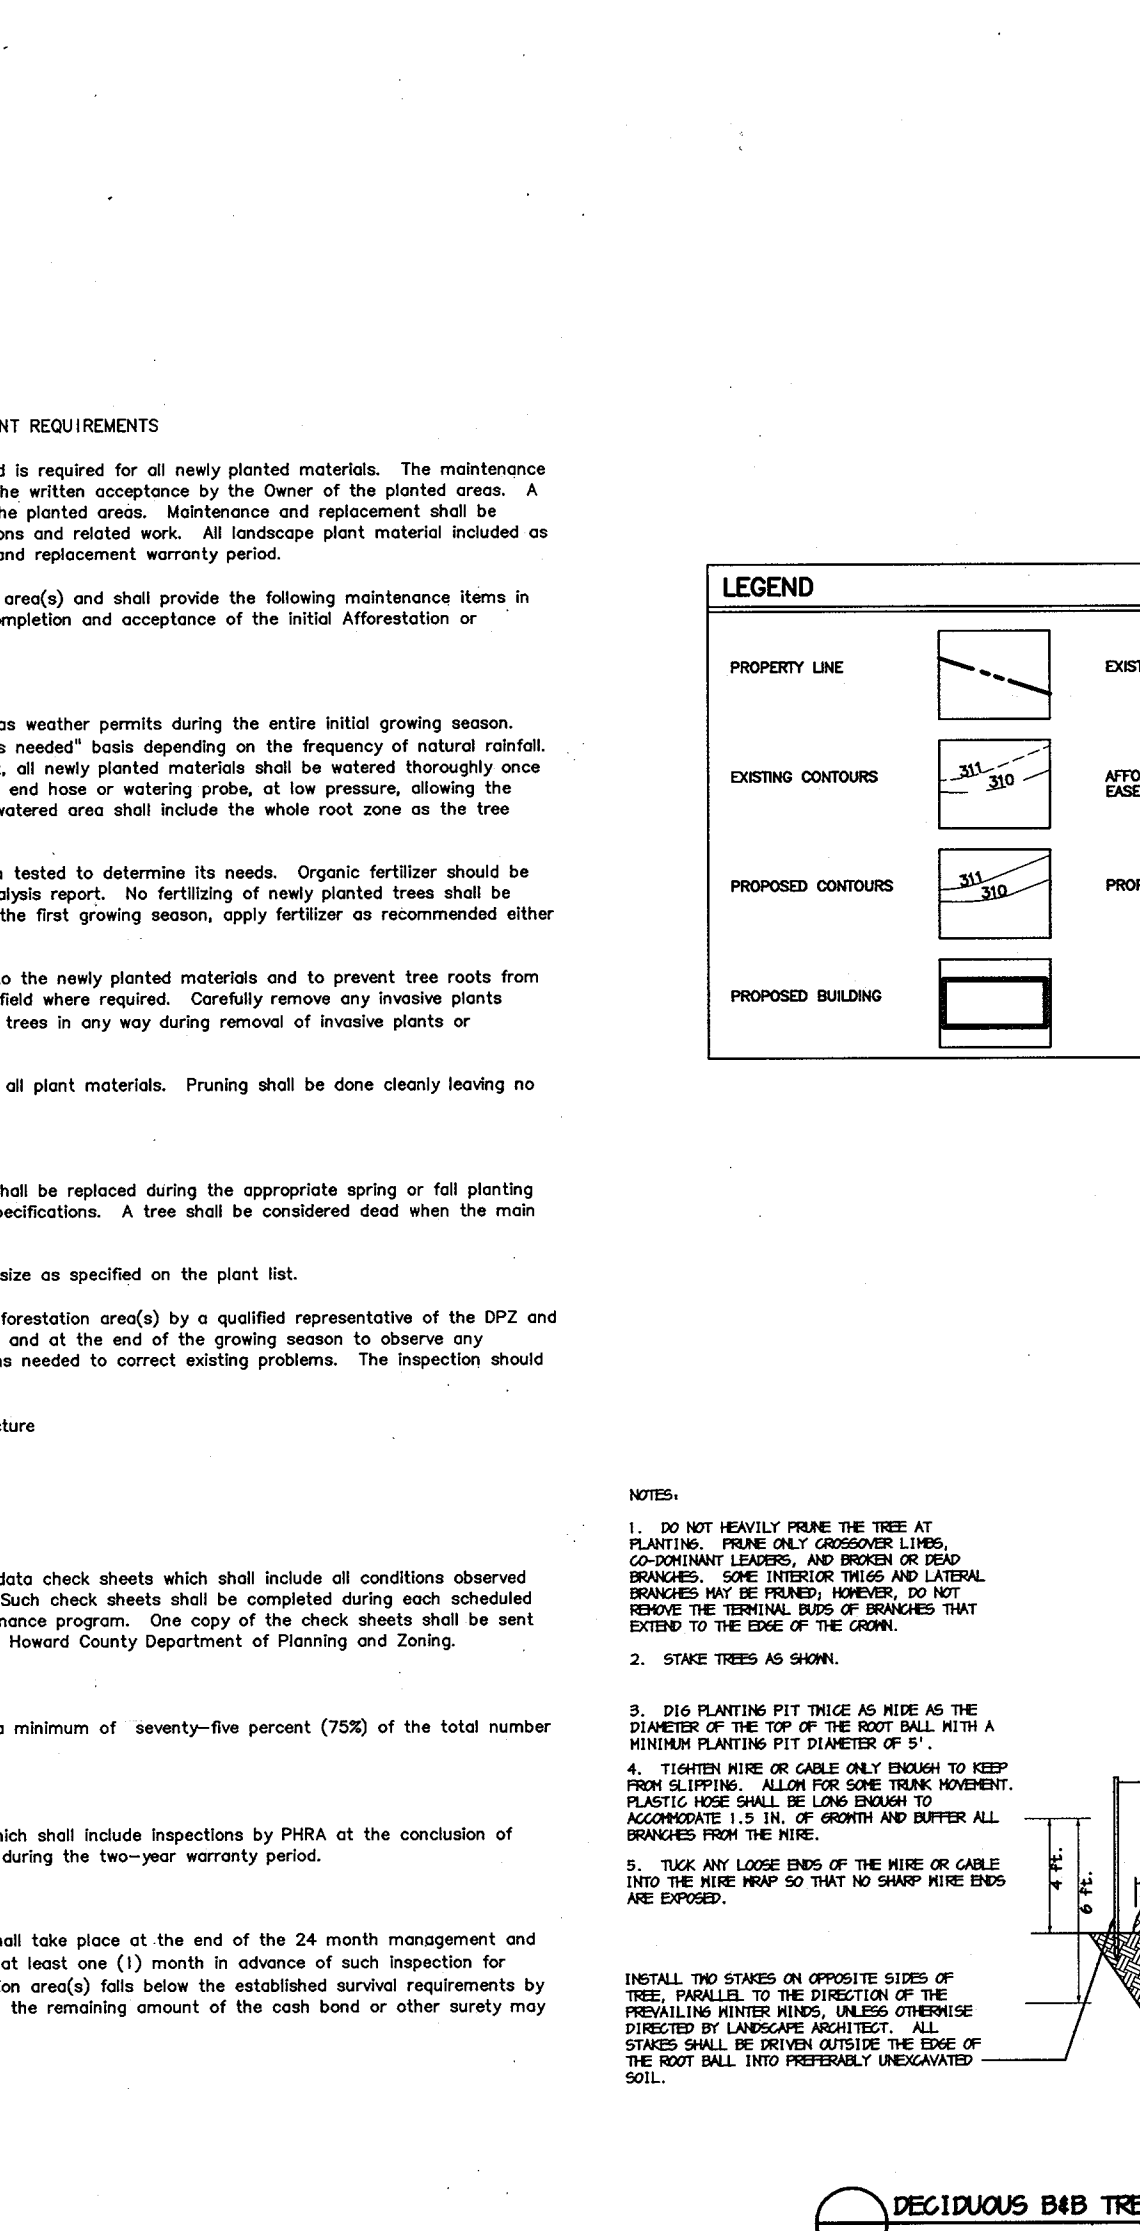 NT REQUIREMENTS
is required for all newly planted materials. The maintenance
he written acceptance by the Owner of the planted areas. A
he planted areas. Maintenance and replacement shall be
ons and related work. All landscape plant material included as
and replacement warranty period.
area(s) and shall provide the following maintenance items in
mpletion and acceptance of the initial Afforestation or
as weather permits during the entire initial growing season.
s needed" basis depending on the frequency of natural rainfall.
, all newly planted materials shall be watered thoroughly once
end hose or watering probe, at low pressure, allowing the
watered area shall include the whole root zone as the tree
tested to determine its needs. Organic fertilizer should be
alysis report. No fertilizing of newly planted trees shall be
the first growing season, apply fertilizer as recommended either
o the newly planted materials and to prevent tree roots from
field where required. Carefully remove any invasive plants
trees in any way during removal of invasive plants or
all plant materials. Pruning shall be done cleanly leaving no
hall be replaced during the appropriate spring or fall planting
pecifications. A tree shall be considered dead when the main
size as specified on the plant list.
forestation area(s) by a qualified representative of the DPZ and
and at the end of the growing season to observe any
as needed to correct existing problems. The inspection should
cture
data check sheets which shall include all conditions observed
Such check sheets shall be completed during each scheduled
nance program. One copy of the check sheets shall be sent
Howard County Department of Planning and Zoning.
a minimum of seventy-five percent (75%) of the total number
hich shall include inspections by PHRA at the conclusion of
during the two-year warranty period.
hall take place at the end of the 24 month management and
at least one (1) month in advance of such inspection for
on area(s) falls below the established survival requirements by
the remaining amount of the cash bond or other surety may
LEGEND
PROPERTY LINE
EXIST
EXISTING CONTOURS
311
310
AFFO
EASE
PROPOSED CONTOURS
311
310
PROP
PROPOSED BUILDING
NOTES:
1. DO NOT HEAVILY PRUNE THE TREE AT
PLANTING. PRUNE ONLY CROSSOVER LIMBS,
CO-DOMINANT LEADERS, AND BROKEN OR DEAD
BRANCHES. SOME INTERIOR TWIGS AND LATERAL
BRANCHES MAY BE PRUNED; HOWEVER, DO NOT
REMOVE THE TERMINAL BUDS OF BRANCHES THAT
EXTEND TO THE EDGE OF THE CROWN.
2. STAKE TREES AS SHOWN.
3. DIG PLANTING PIT TWICE AS WIDE AS THE
DIAMETER OF THE TOP OF THE ROOT BALL WITH A
MINIMUM PLANTING PIT DIAMETER OF 5'.
4. TIGHTEN WIRE OR CABLE ONLY ENOUGH TO KEEP
FROM SLIPPING. ALLOW FOR SOME TRUNK MOVEMENT.
PLASTIC HOSE SHALL BE LONG ENOUGH TO
ACCOMMODATE 1.5 IN. OF GROWTH AND BUFFER ALL
BRANCHES FROM THE WIRE.
5. TUCK ANY LOOSE ENDS OF THE WIRE OR CABLE
INTO THE WIRE WRAP SO THAT NO SHARP WIRE ENDS
ARE EXPOSED.
4 ft.
6 ft.
INSTALL TWO STAKES ON OPPOSITE SIDES OF
TREE, PARALLEL TO THE DIRECTION OF THE
PREVAILING WINTER WINDS, UNLESS OTHERWISE
DIRECTED BY LANDSCAPE ARCHITECT. ALL
STAKES SHALL BE DRIVEN OUTSIDE THE EDGE OF
THE ROOT BALL INTO PREFERABLY UNEXCAVATED
SOIL.
DECIDUOUS B&B TRE